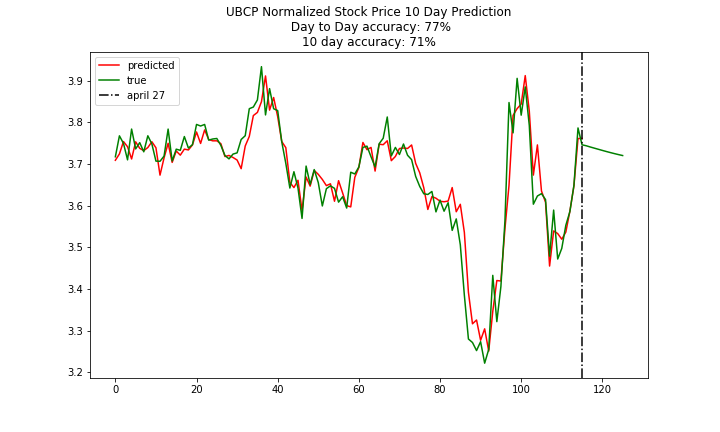 UBCP Normalized Stock Price 10 Day Prediction
Day to Day accuracy: 77%
10 day accuracy: 71%
predicted
true
april 27
3.9
3.8
3.7
3.6
3.5
3.4
3.3
3.2
0 20 40 60 80 100 120